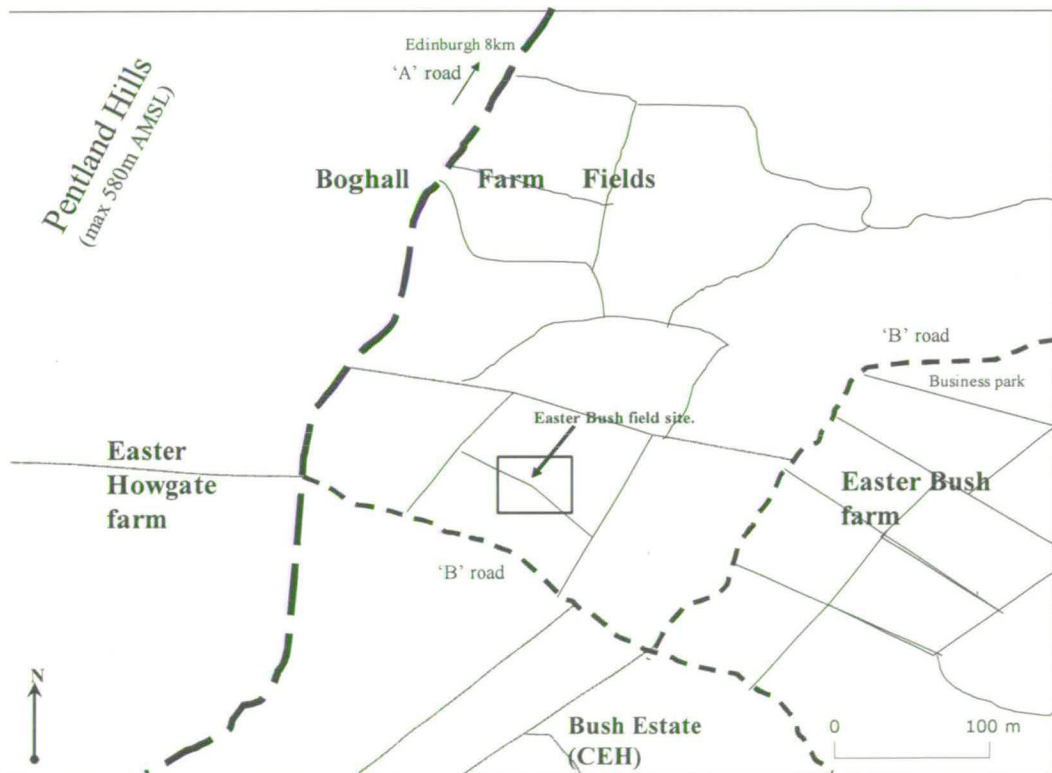 Edinburgh 8km
'A' road
Pentland Hills
(max 580m AMSL)
Boghall Farm Fields
'B' road
Business park
Easter Bush field site.
Easter
Howgate
farm
Easter Bush
farm
'B' road
N
Bush Estate
(CEH)
0 100 m